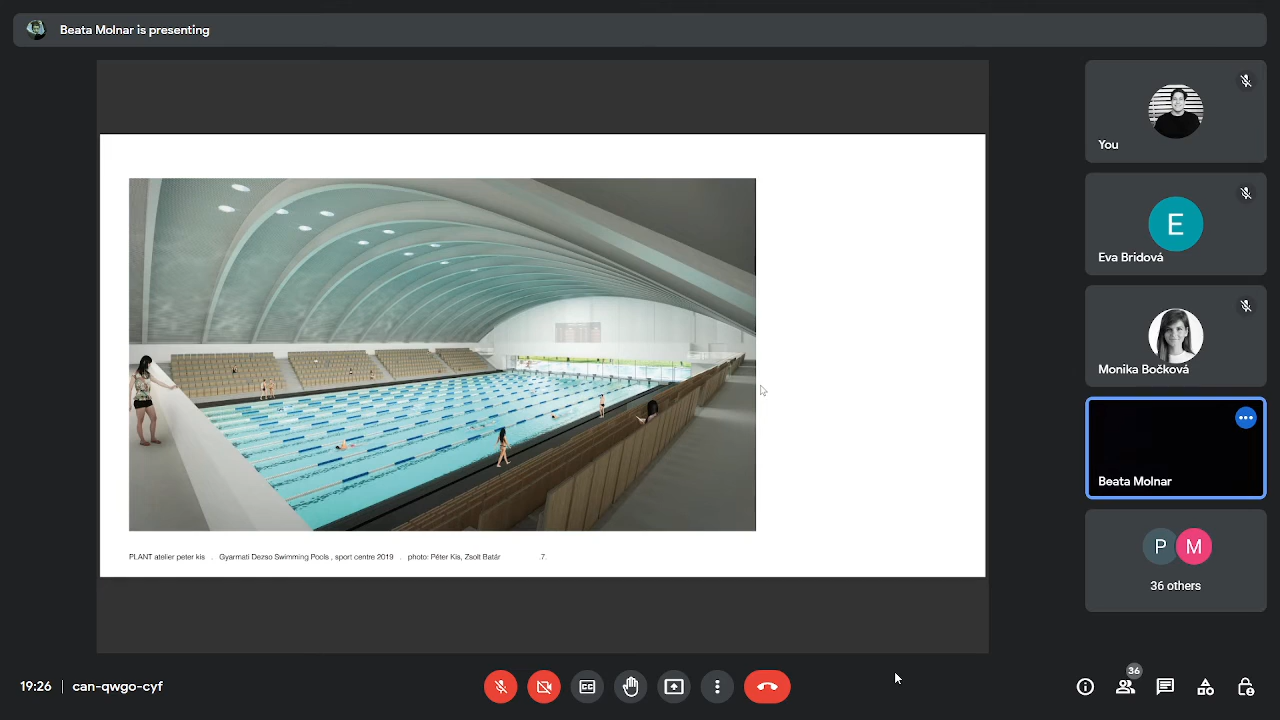 Beata Molnar is presenting
You
E
Eva Bridová
Monika Bočková
Beata Molnar
P M
36 others
PLANT atelier peter kis . Gyarmati Dezso Swimming Pools , sport centre 2019 . photo: Péter Kis, Zsolt Batár .7.
19:26 | can-qwgo-cyf
36